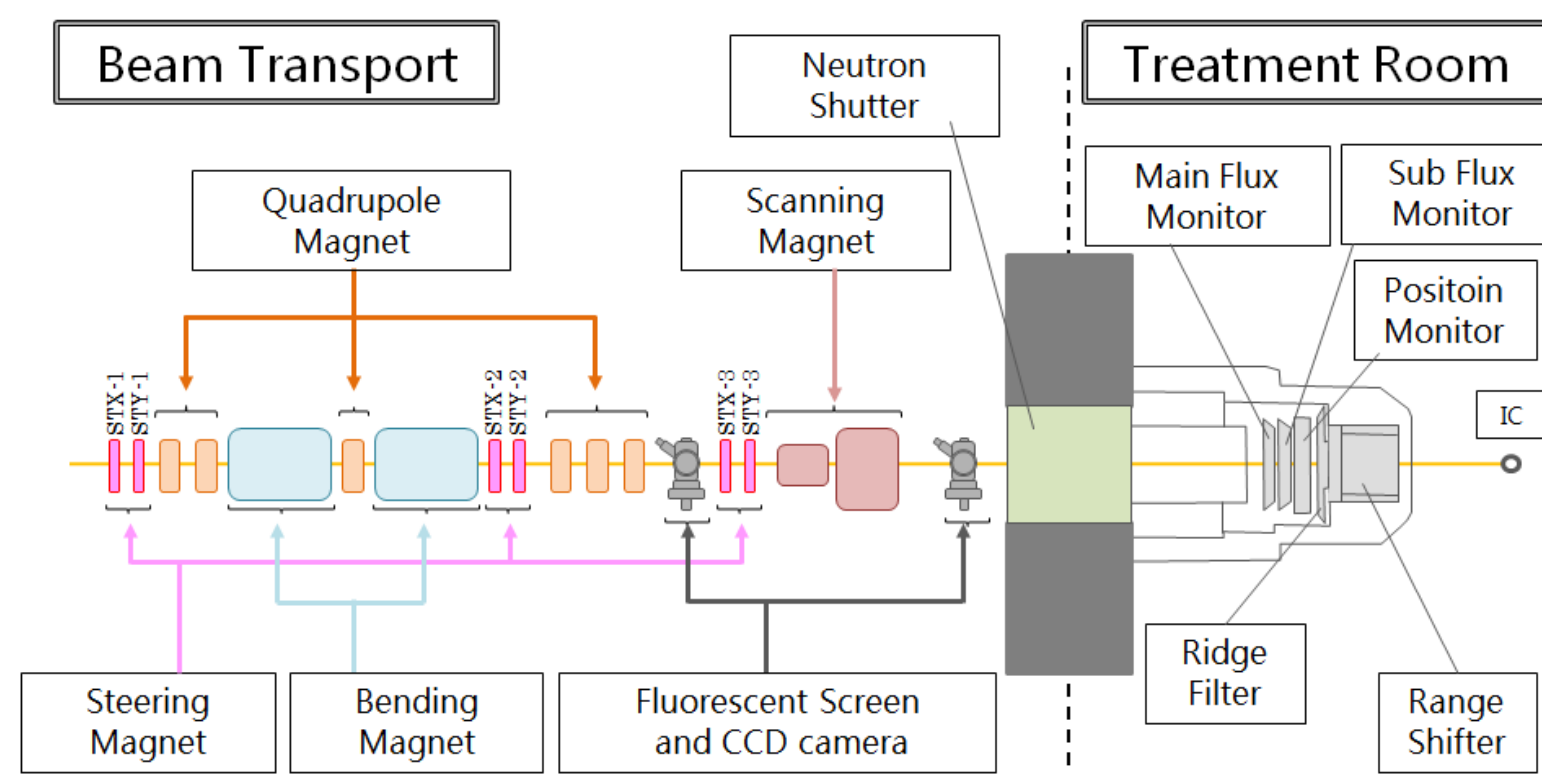 Beam Transport
Treatment Room
Neutron
Shutter
Main Flux
Monitor
Sub Flux
Monitor
Quadrupole
Magnet
Scanning
Magnet
Positoin
Monitor
STX-1
STY-1
STX-2
STY-2
STX-3
STY-3
IC
Steering
Magnet
Bending
Magnet
Fluorescent Screen
and CCD camera
Ridge
Filter
Range
Shifter